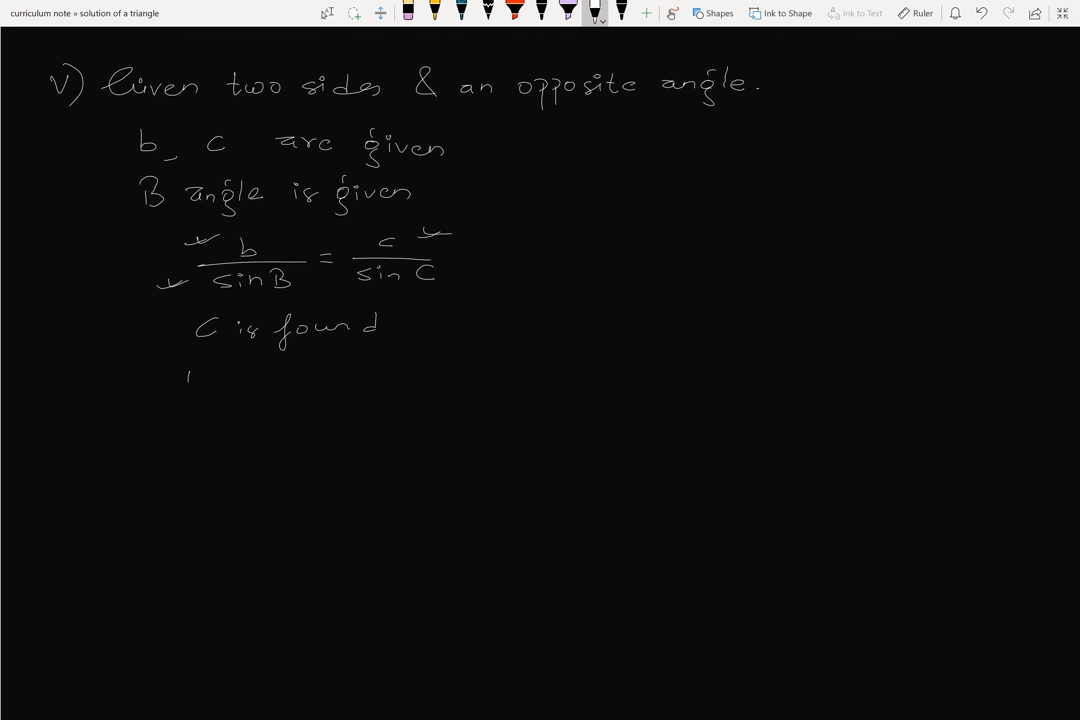 curriculum note » solution of a triangle
Shapes Ink to Shape Ink to Text Ruler
V) Given two sides & an opposite angle.
b, c are given
B angle is given
b/sinB = c/sin C
C is found